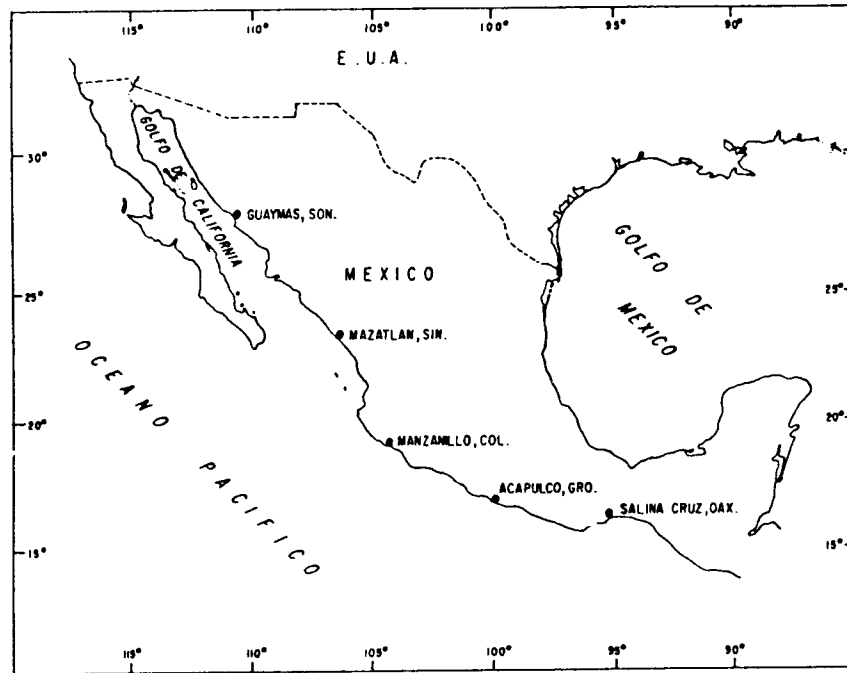 115° 110° 105° 100° 95° 90°
E.U.A.
30°
GOLFO DE CALIFORNIA
GUAYMAS, SON.
GOLFO DE MEXICO
MEXICO
25° 25°
MAZATLAN, SIN.
OCEANO PACIFICO
20° 20°
MANZANILLO, COL.
ACAPULCO, GRO.
SALINA CRUZ, OAX.
15° 15°
115° 110° 105° 100° 95° 90°